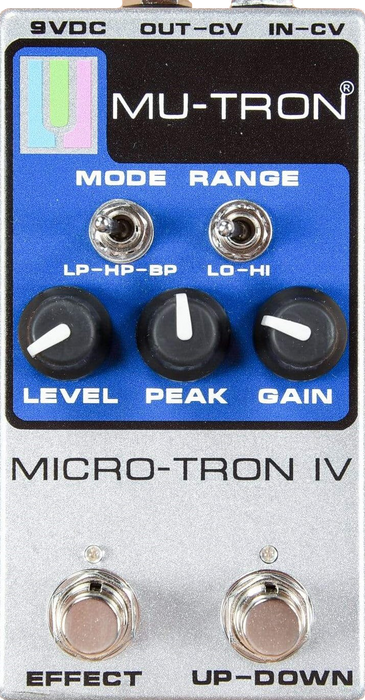 9VDC OUT-CV IN-CV
MU-TRON®
MODE RANGE
LP-HP-BP LO-HI
LEVEL PEAK GAIN
MICRO-TRON IV
EFFECT UP-DOWN